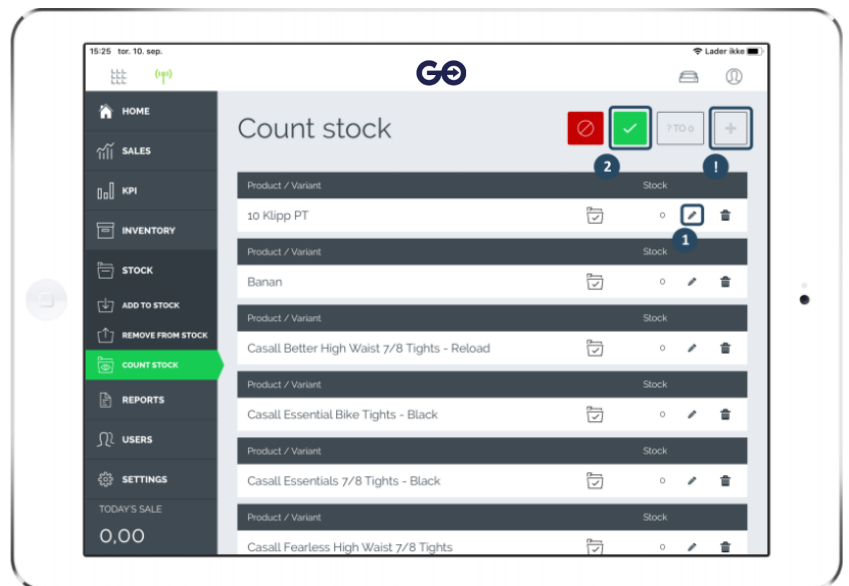 15:25 tor. 10. sep.
Lader ikke
GO
HOME
SALES
KPI
INVENTORY
STOCK
ADD TO STOCK
REMOVE FROM STOCK
COUNT STOCK
REPORTS
USERS
SETTINGS
TODAY'S SALE
0,00
Count stock
? TO 0
2
!
Product / Variant Stock
10 Klipp PT 0
1
Product / Variant Stock
Banan 0
Product / Variant Stock
Casall Better High Waist 7/8 Tights - Reload 0
Product / Variant Stock
Casall Essential Bike Tights - Black 0
Product / Variant Stock
Casall Essentials 7/8 Tights - Black 0
Product / Variant Stock
Casall Fearless High Waist 7/8 Tights 0